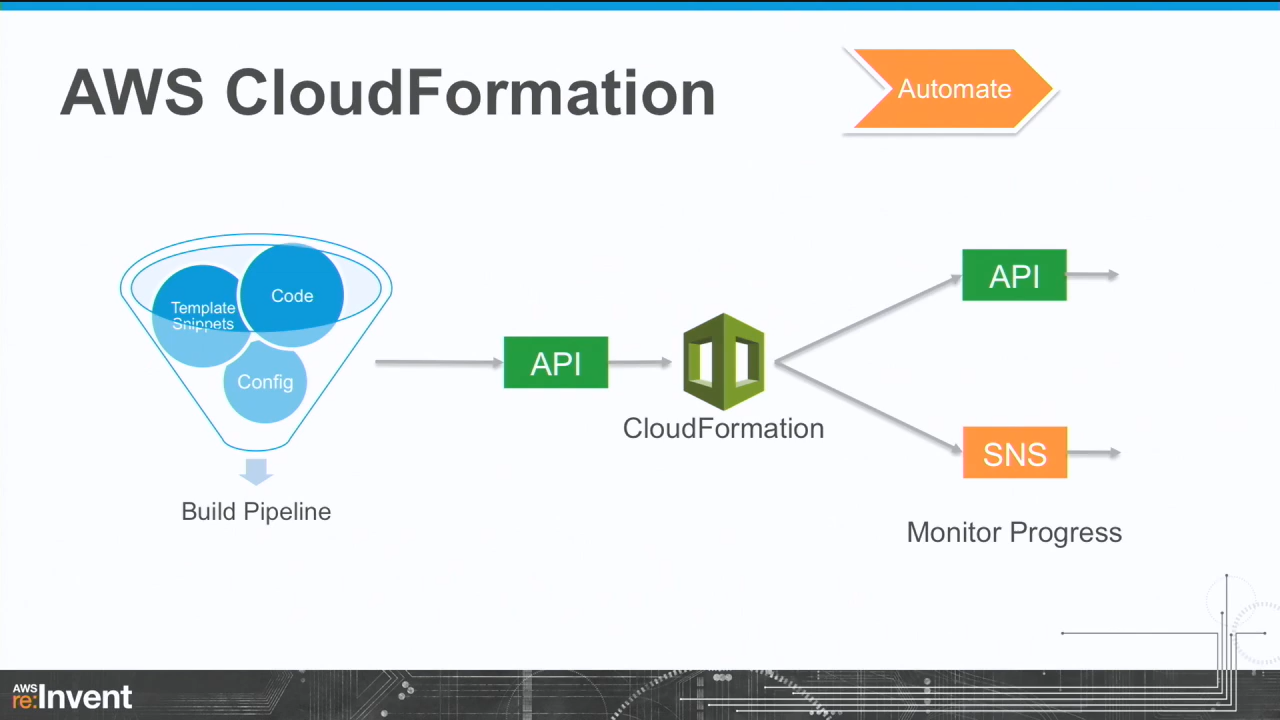 AWS CloudFormation
Automate
Template
Snippets
Code
Config
Build Pipeline
API
CloudFormation
API
SNS
Monitor Progress
AWS
re:Invent